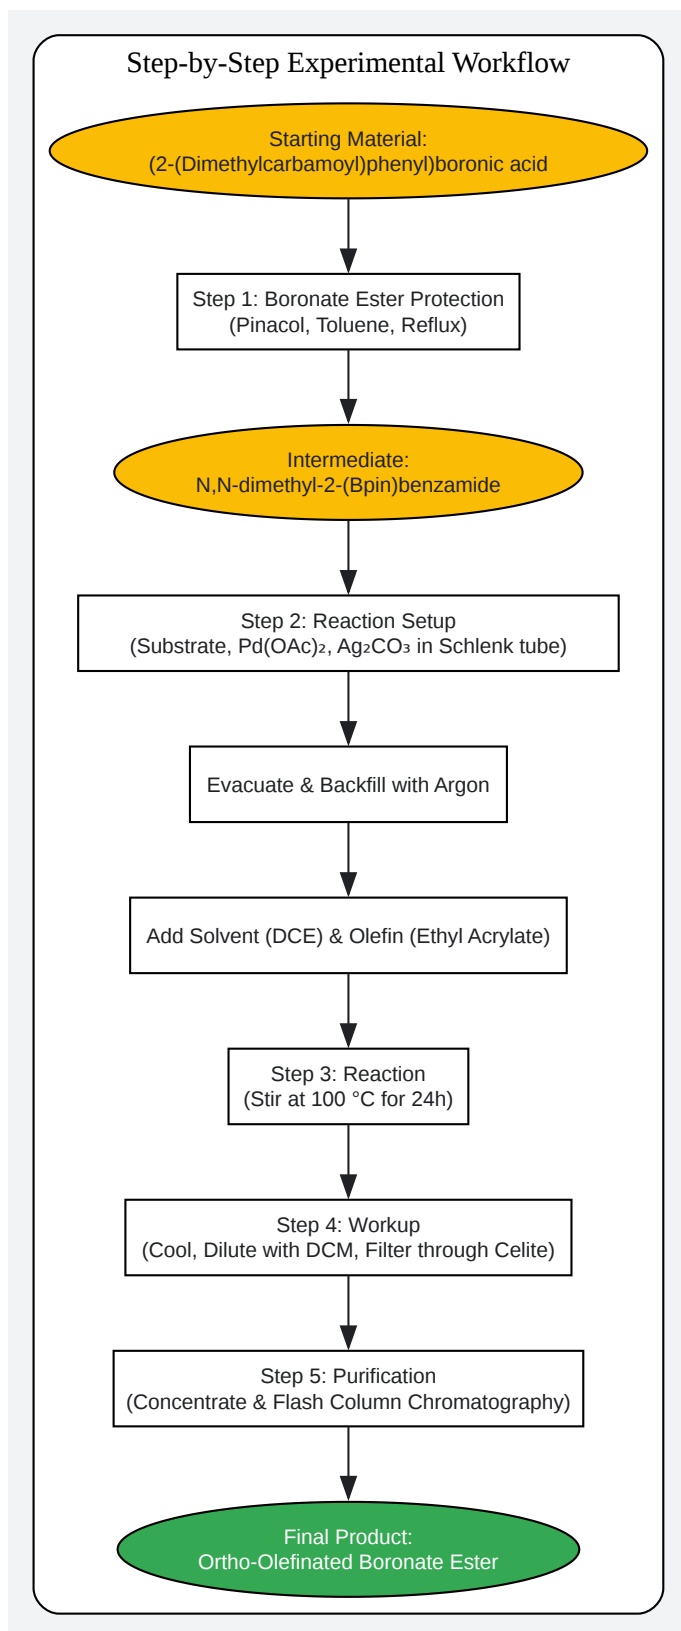 Step-by-Step Experimental Workflow
Starting Material:
(2-(Dimethylcarbamoyl)phenyl)boronic acid
Step 1: Boronate Ester Protection
(Pinacol, Toluene, Reflux)
Intermediate:
N,N-dimethyl-2-(Bpin)benzamide
Step 2: Reaction Setup
(Substrate, Pd(OAc)₂, Ag₂CO₃ in Schlenk tube)
Evacuate & Backfill with Argon
Add Solvent (DCE) & Olefin (Ethyl Acrylate)
Step 3: Reaction
(Stir at 100 °C for 24h)
Step 4: Workup
(Cool, Dilute with DCM, Filter through Celite)
Step 5: Purification
(Concentrate & Flash Column Chromatography)
Final Product:
Ortho-Olefinated Boronate Ester